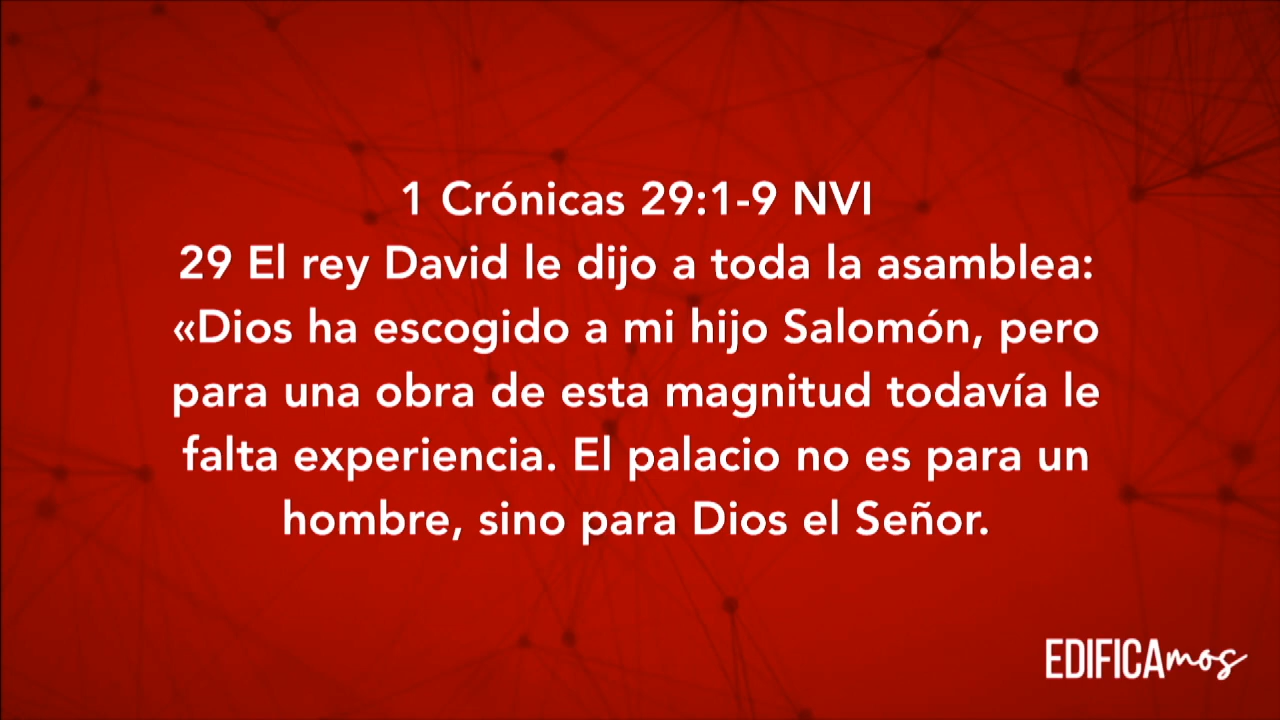 1 Crónicas 29:1-9 NVI
29 El rey David le dijo a toda la asamblea:
«Dios ha escogido a mi hijo Salomón, pero
para una obra de esta magnitud todavía le
falta experiencia. El palacio no es para un
hombre, sino para Dios el Señor.
EDIFICAmos